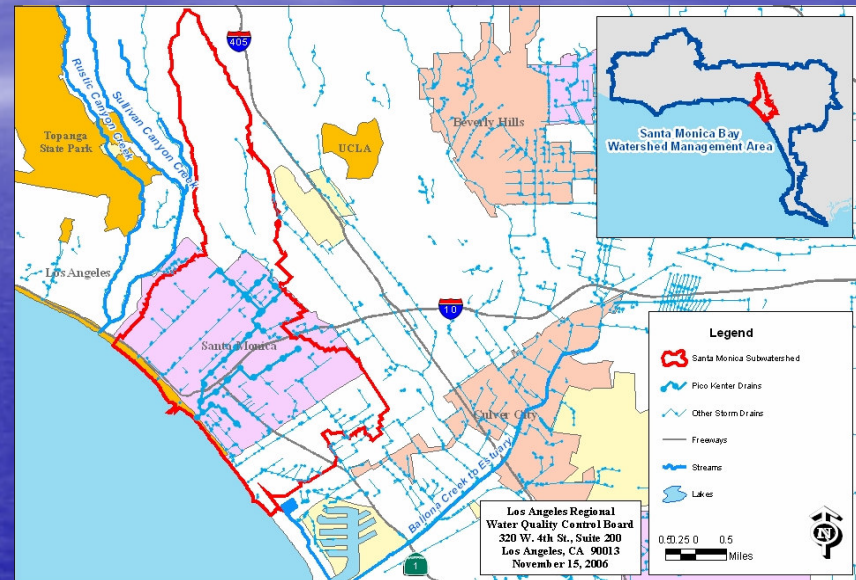 405
Rustic Canyon Creek
Sullivan Canyon Creek
Topanga
State Park
UCLA
Beverly Hills
Santa Monica Bay
Watershed Management Area
Los Angeles
Santa Monica
10
Culver City
Ballona Creek to Estuary
1
Legend
Santa Monica Subwatershed
Pico Kenter Drains
Other Storm Drains
Freeways
Streams
Lakes
Los Angeles Regional
Water Quality Control Board
320 W. 4th St., Suite 200
Los Angeles, CA 90013
November 15, 2006
0.5 0.25 0 0.5
Miles
N